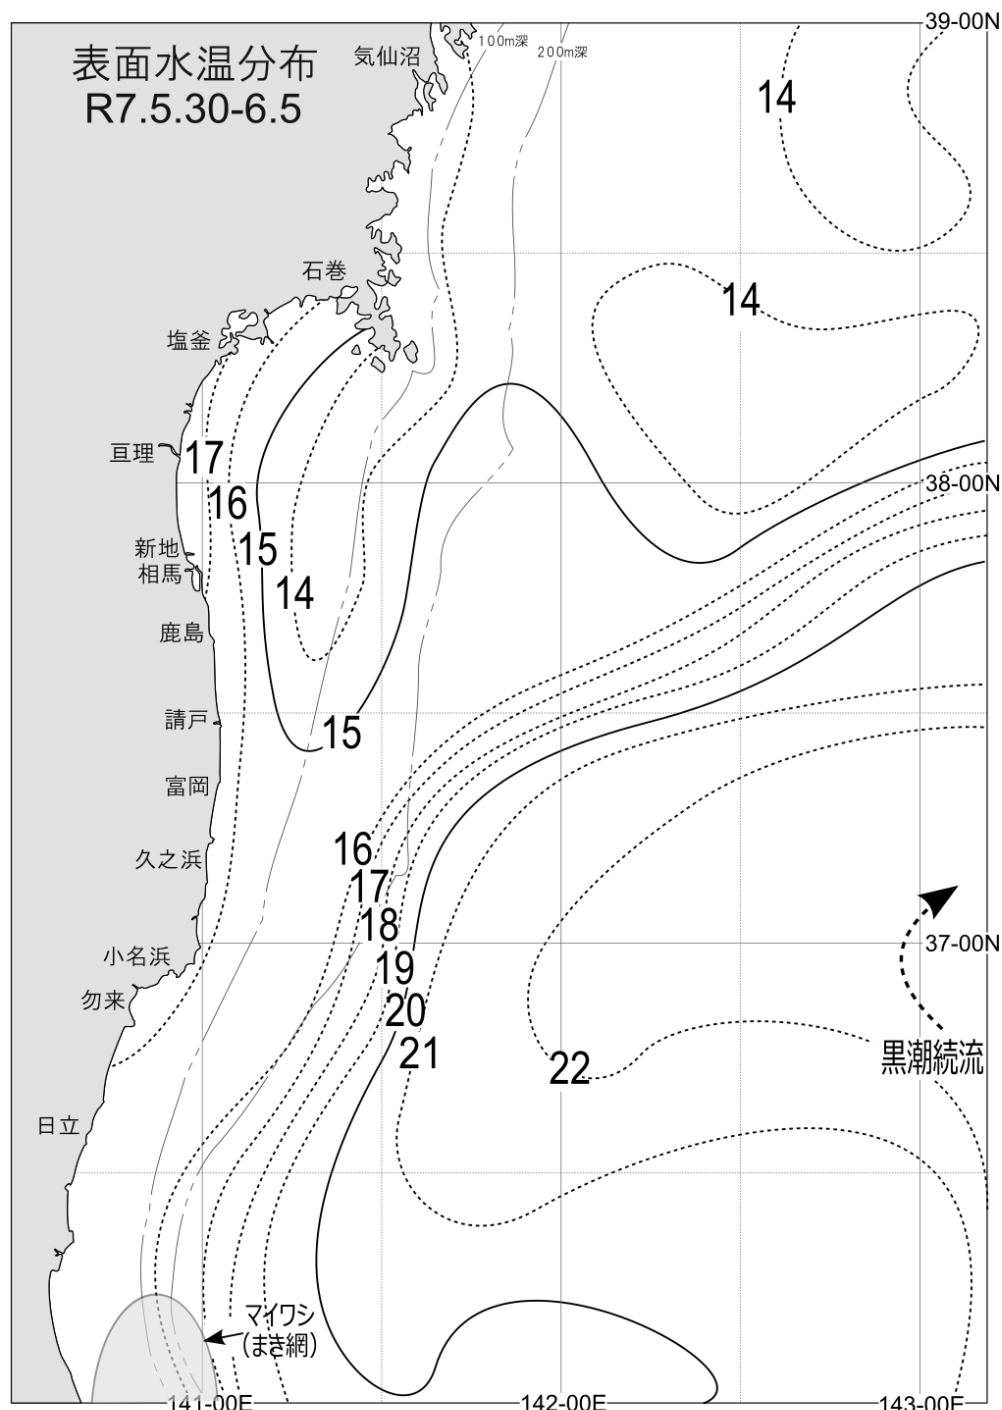 表面水温分布
R7.5.30-6.5
気仙沼
100m深
200m深
39-00N
14
石巻
14
塩釜
亘理
17
16
38-00N
新地
15
相馬
14
鹿島
請戸
15
富岡
久之浜
16
17
18
37-00N
小名浜
19
勿来
20
21
22
黒潮続流
日立
マイワシ
(まき網)
141-00E
142-00E
143-00E